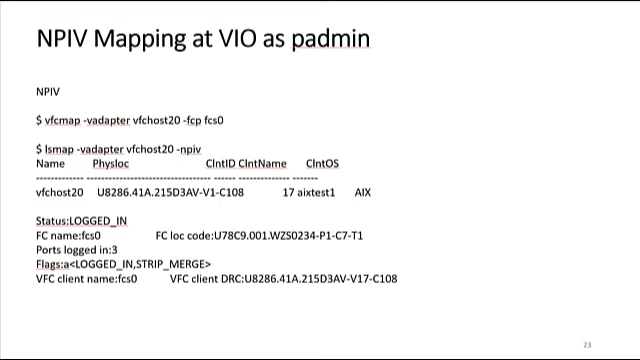 NPIV Mapping at VIO as padmin
NPIV
$ vfcmap -vadapter vfchost20 -fcp fcs0
$ lsmap -vadapter vfchost20 -npiv
Name Physloc ClntID ClntName ClntOS
------------- ---------------------------------- ------ -------------- -------
vfchost20 U8286.41A.215D3AV-V1-C108 17 aixtest1 AIX
Status:LOGGED_IN
FC name:fcs0 FC loc code:U78C9.001.WZS0234-P1-C7-T1
Ports logged in:3
Flags:a<LOGGED_IN,STRIP_MERGE>
VFC client name:fcs0 VFC client DRC:U8286.41A.215D3AV-V17-C108
23